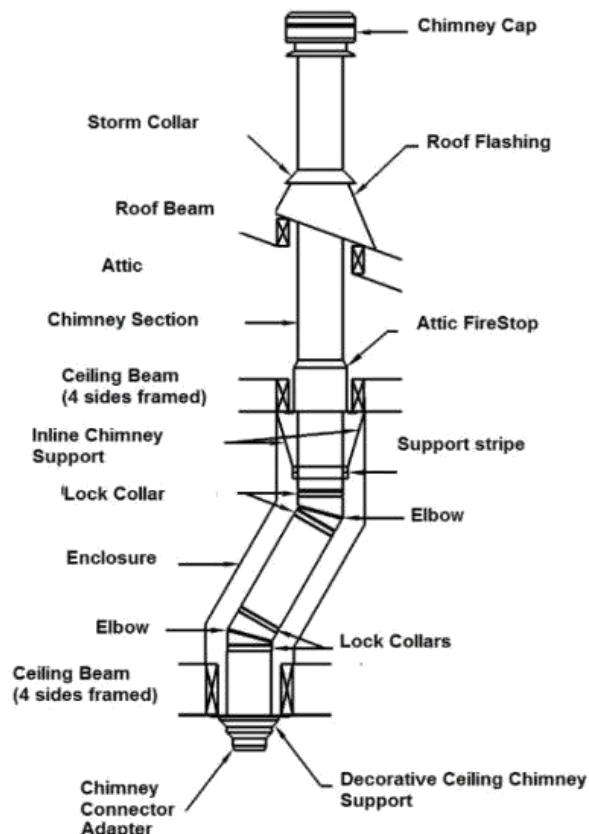 Chimney Cap
Storm Collar
Roof Flashing
Roof Beam
Attic
Chimney Section
Attic FireStop
Ceiling Beam
(4 sides framed)
Inline Chimney
Support
Support stripe
Lock Collar
Elbow
Enclosure
Elbow
Lock Collars
Ceiling Beam
(4 sides framed)
Decorative Ceiling Chimney
Support
Chimney
Connector
Adapter